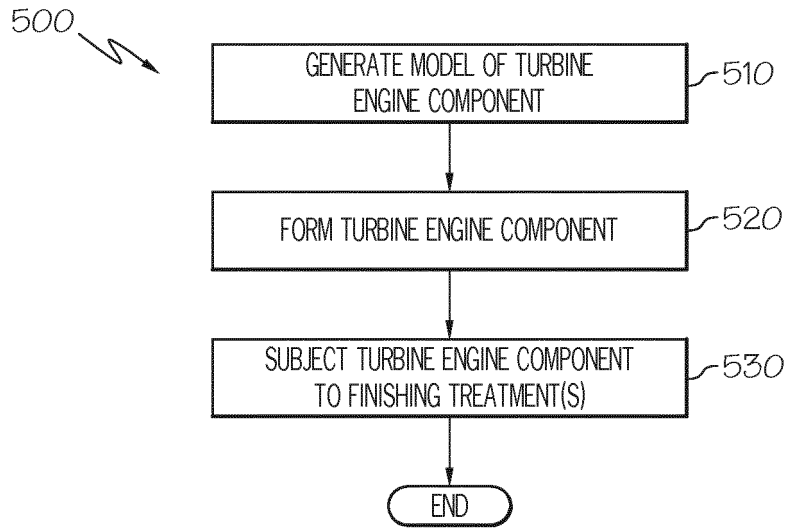 500
GENERATE MODEL OF TURBINE
ENGINE COMPONENT
510
FORM TURBINE ENGINE COMPONENT
520
SUBJECT TURBINE ENGINE COMPONENT
TO FINISHING TREATMENT(S)
530
END